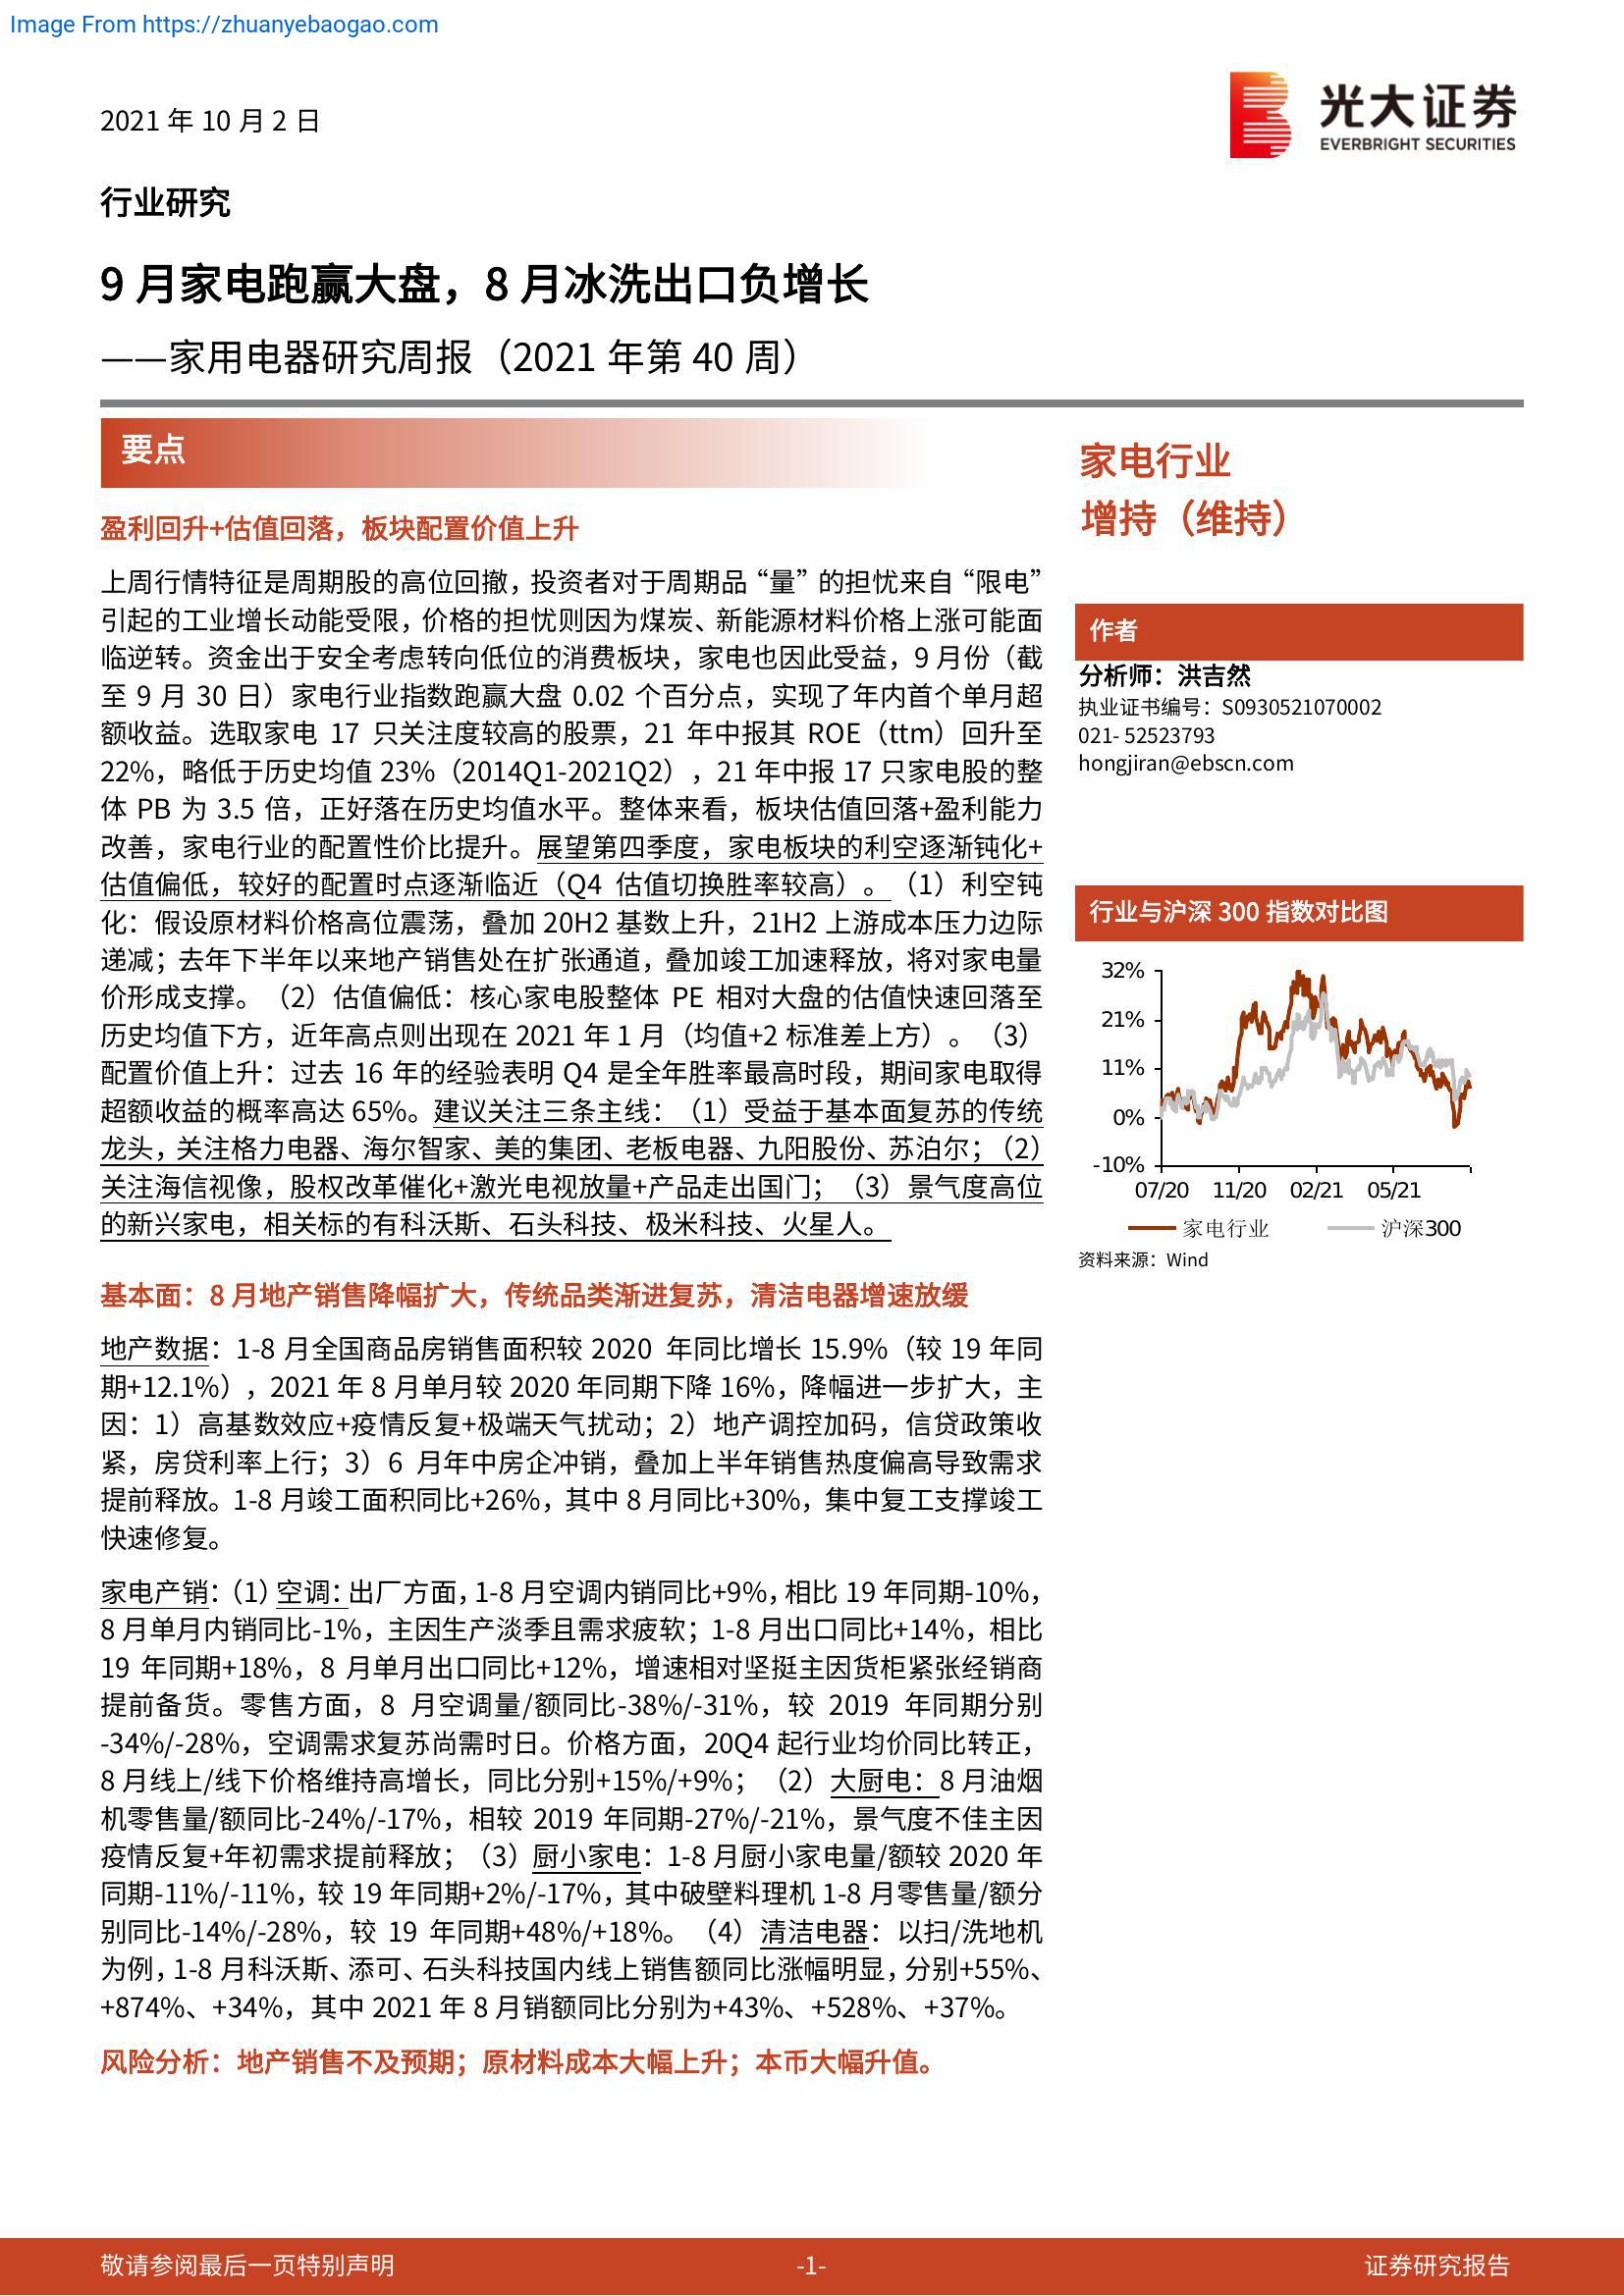 Image From https://zhuanyebaogao.com
2021 年 10 月 2 日
光大证券
EVERBRIGHT SECURITIES
行业研究
9 月家电跑赢大盘，8 月冰洗出口负增长
——家用电器研究周报（2021 年第 40 周）
要点
盈利回升+估值回落，板块配置价值上升
上周行情特征是周期股的高位回撤，投资者对于周期品“量”的担忧来自“限电”
引起的工业增长动能受限，价格的担忧则因为煤炭、新能源材料价格上涨可能面
临逆转。资金出于安全考虑转向低位的消费板块，家电也因此受益，9 月份（截
至 9 月 30 日）家电行业指数跑赢大盘 0.02 个百分点，实现了年内首个单月超
额收益。选取家电 17 只关注度较高的股票，21 年中报其 ROE（ttm）回升至
22%，略低于历史均值 23%（2014Q1-2021Q2），21 年中报 17 只家电股的整
体 PB 为 3.5 倍，正好落在历史均值水平。整体来看，板块估值回落+盈利能力
改善，家电行业的配置性价比提升。展望第四季度，家电板块的利空逐渐钝化+
估值偏低，较好的配置时点逐渐临近（Q4 估值切换胜率较高）。（1）利空钝
化：假设原材料价格高位震荡，叠加 20H2 基数上升，21H2 上游成本压力边际
递减；去年下半年以来地产销售处在扩张通道，叠加竣工加速释放，将对家电量
价形成支撑。（2）估值偏低：核心家电股整体 PE 相对大盘的估值快速回落至
历史均值下方，近年高点则出现在 2021 年 1 月（均值+2 标准差上方）。（3）
配置价值上升：过去 16 年的经验表明 Q4 是全年胜率最高时段，期间家电取得
超额收益的概率高达 65%。建议关注三条主线：（1）受益于基本面复苏的传统
龙头，关注格力电器、海尔智家、美的集团、老板电器、九阳股份、苏泊尔；（2）
关注海信视像，股权改革催化+激光电视放量+产品走出国门；（3）景气度高位
的新兴家电，相关标的有科沃斯、石头科技、极米科技、火星人。
基本面：8 月地产销售降幅扩大，传统品类渐进复苏，清洁电器增速放缓
地产数据：1-8 月全国商品房销售面积较 2020 年同比增长 15.9%（较 19 年同
期+12.1%），2021 年 8 月单月较 2020 年同期下降 16%，降幅进一步扩大，主
因：1）高基数效应+疫情反复+极端天气扰动；2）地产调控加码，信贷政策收
紧，房贷利率上行；3）6 月年中房企冲销，叠加上半年销售热度偏高导致需求
提前释放。1-8 月竣工面积同比+26%，其中 8 月同比+30%，集中复工支撑竣工
快速修复。
家电产销：（1）空调：出厂方面，1-8 月空调内销同比+9%，相比 19 年同期-10%，
8 月单月内销同比-1%，主因生产淡季且需求疲软；1-8 月出口同比+14%，相比
19 年同期+18%，8 月单月出口同比+12%，增速相对坚挺主因货柜紧张经销商
提前备货。零售方面，8 月空调量/额同比-38%/-31%，较 2019 年同期分别
-34%/-28%，空调需求复苏尚需时日。价格方面，20Q4 起行业均价同比转正，
8 月线上/线下价格维持高增长，同比分别+15%/+9%；（2）大厨电：8 月油烟
机零售量/额同比-24%/-17%，相较 2019 年同期-27%/-21%，景气度不佳主因
疫情反复+年初需求提前释放；（3）厨小家电：1-8 月厨小家电量/额较 2020 年
同期-11%/-11%，较 19 年同期+2%/-17%，其中破壁料理机 1-8 月零售量/额分
别同比-14%/-28%，较 19 年同期+48%/+18%。（4）清洁电器：以扫/洗地机
为例，1-8 月科沃斯、添可、石头科技国内线上销售额同比涨幅明显，分别+55%、
+874%、+34%，其中 2021 年 8 月销额同比分别为+43%、+528%、+37%。
风险分析：地产销售不及预期；原材料成本大幅上升；本币大幅升值。
家电行业
增持（维持）
作者
分析师：洪吉然
执业证书编号：S0930521070002
021- 52523793
hongjiran@ebscn.com
行业与沪深 300 指数对比图
32%
21%
11%
0%
-10%
07/20 11/20 02/21 05/21
家电行业 沪深300
资料来源：Wind
敬请参阅最后一页特别声明 -1- 证券研究报告